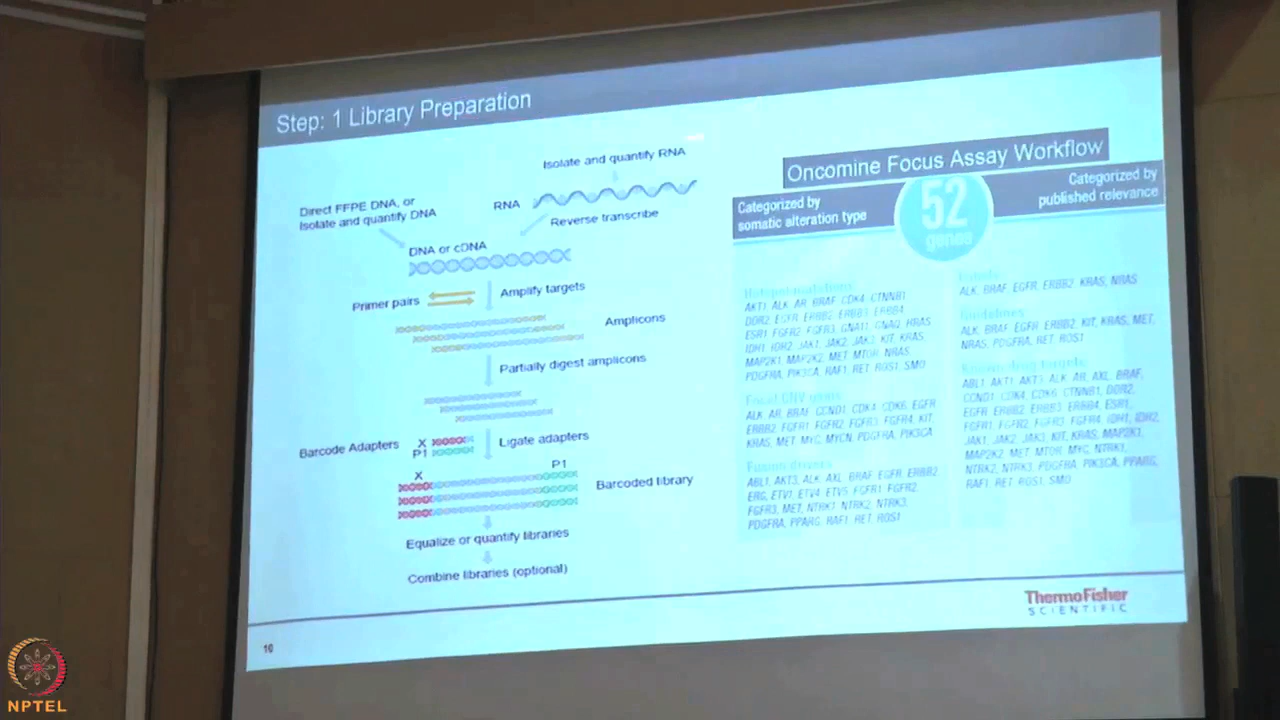 Step: 1 Library Preparation
Isolate and quantify RNA
Direct FFPE DNA, or
Isolate and quantify DNA
RNA
Reverse transcribe
DNA or cDNA
Primer pairs
Amplify targets
Amplicons
Partially digest amplicons
Barcode Adapters
X
P1
Ligate adapters
X
P1
Barcoded library
Equalize or quantify libraries
Combine libraries (optional)
Oncomine Focus Assay Workflow
Categorized by
somatic alteration type
52
genes
Categorized by
published relevance
Hotspot mutations
AKT1, ALK, AR, BRAF, CDK4, CTNNB1,
DDR2, EGFR, ERBB2, ERBB3, ERBB4,
ESR1, FGFR2, FGFR3, GNA11, GNAQ, HRAS,
IDH1, IDH2, JAK1, JAK2, JAK3, KIT, KRAS,
MAP2K1, MAP2K2, MET, MTOR, NRAS,
PDGFRA, PIK3CA, RAF1, RET, ROS1, SMO
Focal CNV gains
ALK, AR, BRAF, CCND1, CDK4, CDK6, EGFR,
ERBB2, FGFR1, FGFR2, FGFR3, FGFR4, KIT,
KRAS, MET, MYC, MYCN, PDGFRA, PIK3CA
Fusion drivers
ABL1, AKT3, ALK, AXL, BRAF, EGFR, ERBB2,
ERG, ETV1, ETV4, ETV5, FGFR1, FGFR2,
FGFR3, MET, NTRK1, NTRK2, NTRK3,
PDGFRA, PPARG, RAF1, RET, ROS1
ALK, BRAF, EGFR, ERBB2, KRAS, NRAS
Guidelines
ALK, BRAF, EGFR, ERBB2, KIT, KRAS, MET,
NRAS, PDGFRA, RET, ROS1
Known drug targets
ABL1, AKT1, AKT3, ALK, AR, AXL, BRAF,
CCND1, CDK4, CDK6, CTNNB1, DDR2,
EGFR, ERBB2, ERBB3, ERBB4, ESR1,
FGFR1, FGFR2, FGFR3, FGFR4, IDH1, IDH2,
JAK1, JAK2, JAK3, KIT, KRAS, MAP2K1,
MAP2K2, MET, MTOR, MYC, NTRK1,
NTRK2, NTRK3, PDGFRA, PIK3CA, PPARG,
RAF1, RET, ROS1, SMO
10
ThermoFisher
SCIENTIFIC
NPTEL